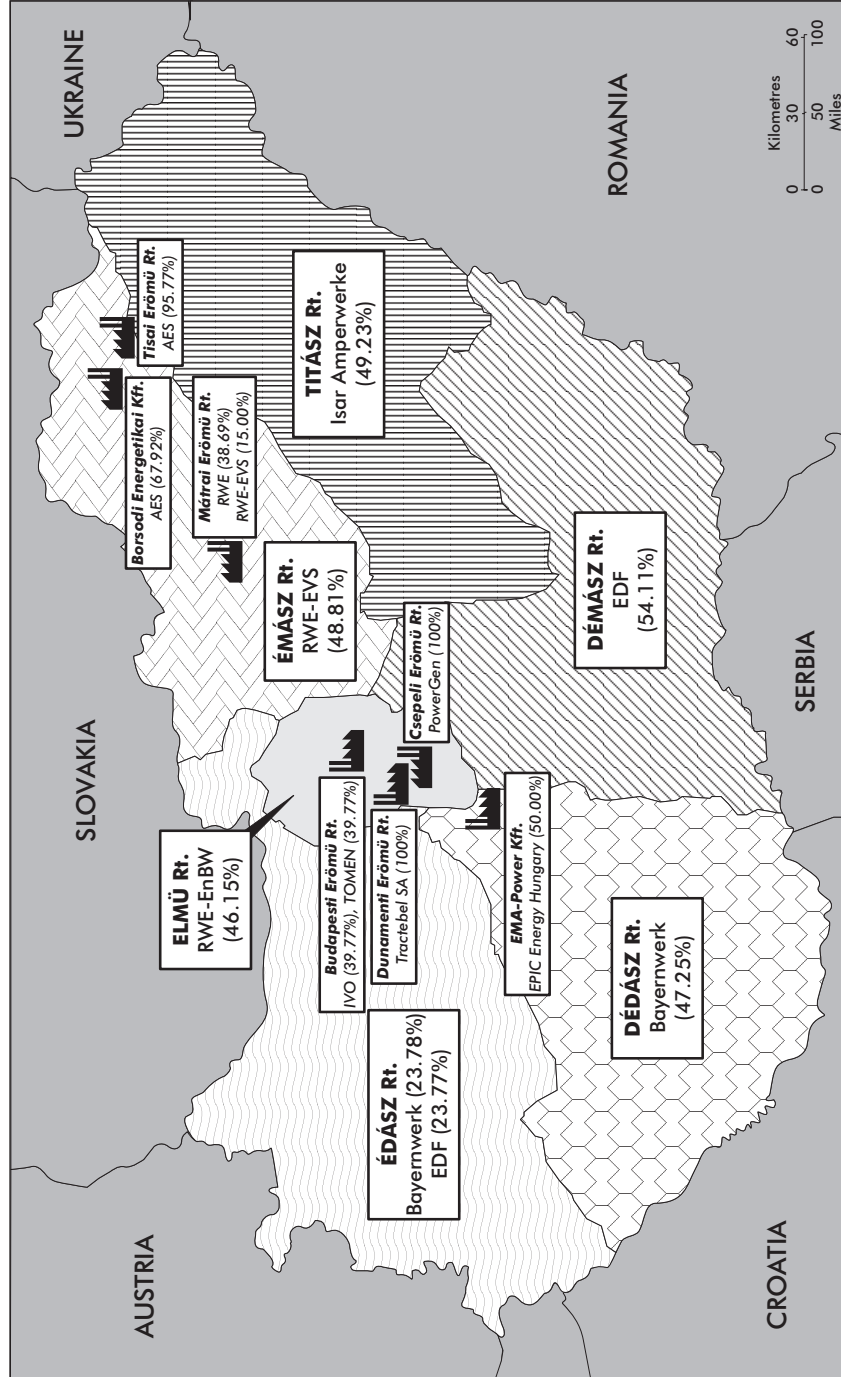 AUSTRIA
SLOVAKIA
UKRAINE
ROMANIA
SERBIA
CROATIA
ELMÜ Rt.
RWE-EnBW
(46.15%)
Borsodi Energetikai Kft.
AES (67.92%)
Tisai Erömü Rt.
AES (95.77%)
Mátrai Erömü Rt.
RWE (38.69%)
RWE-EVS (15.00%)
ÉMÁSZ Rt.
RWE-EVS
(48.81%)
TITÁSZ Rt.
Isar Amperwerke
(49.23%)
Budapesti Erömü Rt.
IVO (39.77%), TOMEN (39.77%)
Dunamenti Erömü Rt.
Tractebel SA (100%)
Csepeli Erömü Rt.
PowerGen (100%)
ÉDÁSZ Rt.
Bayernwerk (23.78%)
EDF (23.77%)
EMA-Power Kft.
EPIC Energy Hungary (50.00%)
DÉMÁSZ Rt.
EDF
(54.11%)
DÉDÁSZ Rt.
Bayernwerk
(47.25%)
Kilometres
0 30 60
0 50 100
Miles